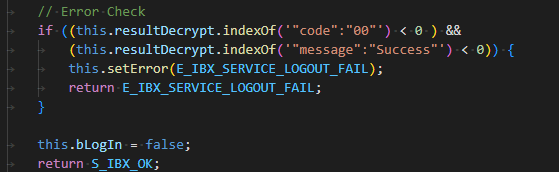 // Error Check
if ((this.resultDecrypt.indexOf('"code":"00"') < 0 ) &&
(this.resultDecrypt.indexOf('"message":"Success"') < 0)) {
this.setError(E_IBX_SERVICE_LOGOUT_FAIL);
return E_IBX_SERVICE_LOGOUT_FAIL;
}
this.bLogIn = false;
return S_IBX_OK;